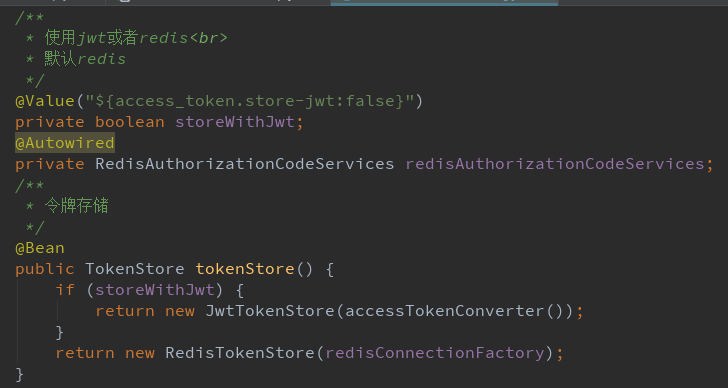 /**
 * 使用jwt或者redis<br>
 * 默认redis
 */
@Value("${access_token.store-jwt:false}")
private boolean storeWithJwt;
@Autowired
private RedisAuthorizationCodeServices redisAuthorizationCodeServices;
/**
 * 令牌存储
 */
@Bean
public TokenStore tokenStore() {
    if (storeWithJwt) {
        return new JwtTokenStore(accessTokenConverter());
    }
    return new RedisTokenStore(redisConnectionFactory);
}